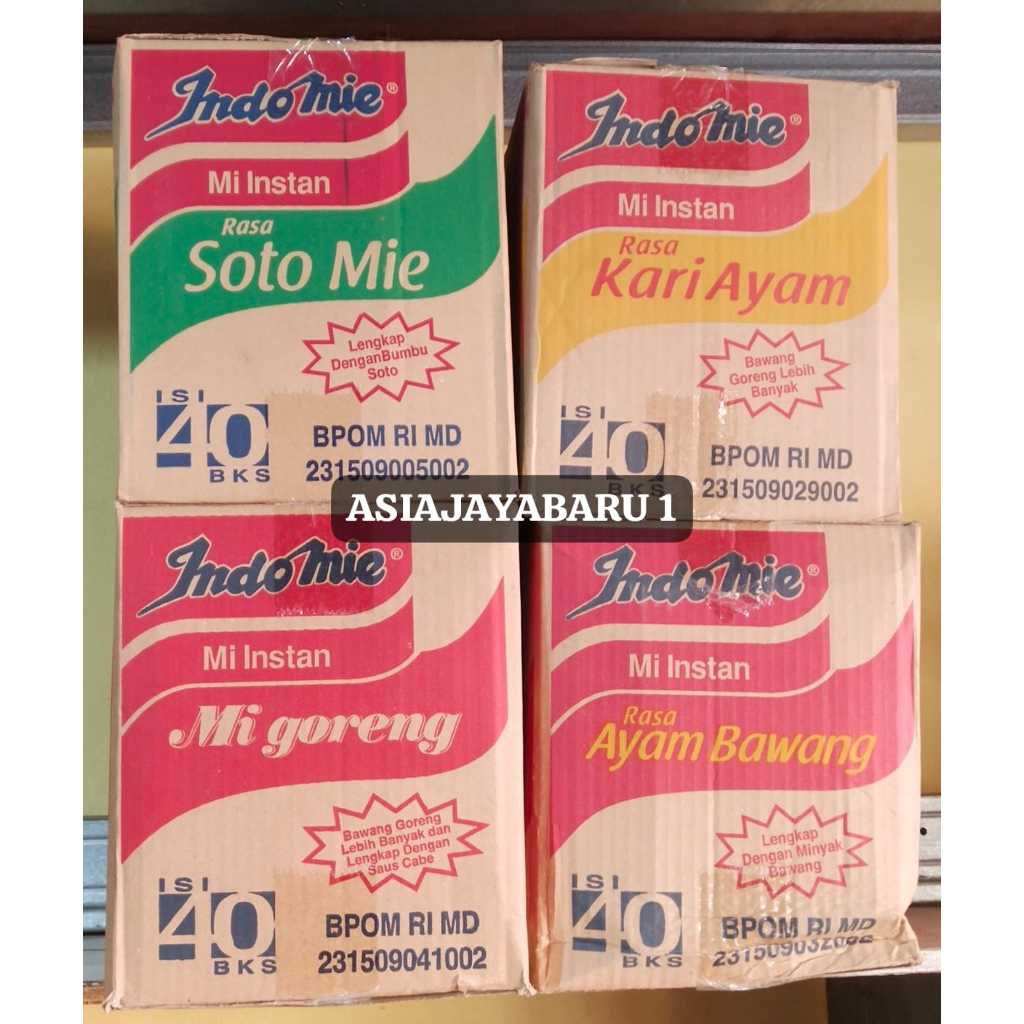 Indomie®
Mi Instan
Rasa
Soto Mie
Lengkap
Dengan Bumbu
Soto
ISI
40
BKS
BPOM RI MD
231509005002
Indomie®
Mi Instan
Rasa
Kari Ayam
Bawang
Goreng Lebih
Banyak
ISI
40
BKS
BPOM RI MD
231509029002
ASIAJAYABARU 1
Indomie®
Mi Instan
Mi goreng
Bawang Goreng
Lebih Banyak dan
Lengkap Dengan
Saus Cabe
ISI
40
BKS
BPOM RI MD
231509041002
Indomie®
Mi Instan
Rasa
Ayam Bawang
Lengkap
Dengan Minyak
Bawang
ISI
40
BKS
BPOM RI MD